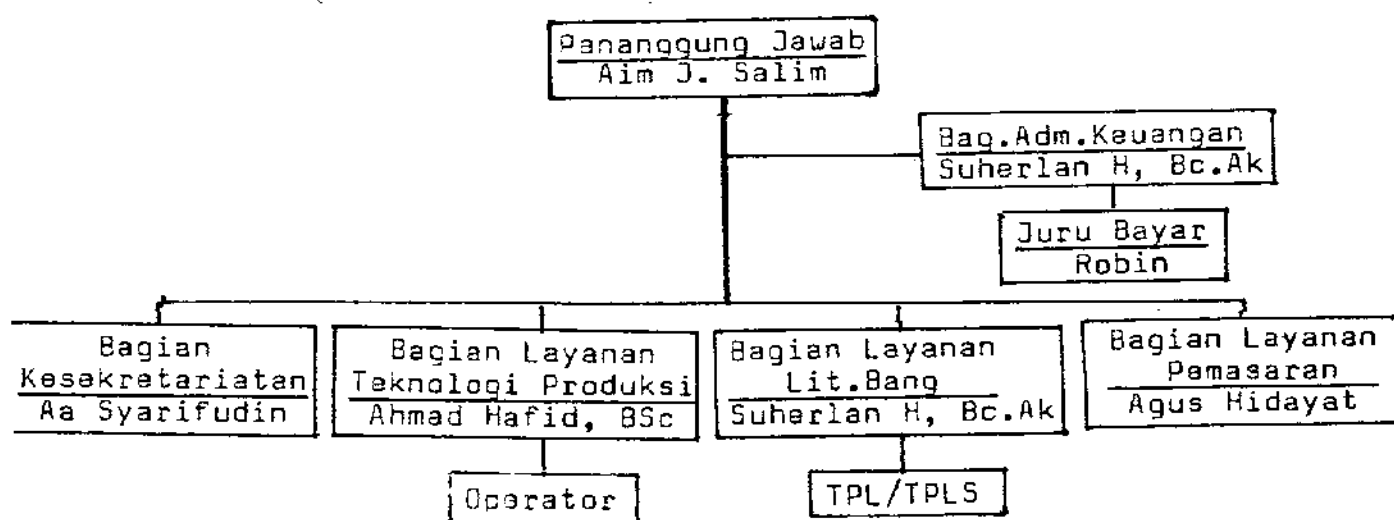 Pananggung Jawab
Aim J. Salim
Bag.Adm.Keuangan
Suherlan H, Bc.Ak
Juru Bayar
Robin
Bagian
Kesekretariatan
Aa Syarifudin
Bagian Layanan
Teknologi Produksi
Ahmad Hafid, BSc
Bagian Layanan
Lit.Bang
Suherlan H, Bc.Ak
Bagian Layanan
Pemasaran
Agus Hidayat
Operator
TPL/TPLS